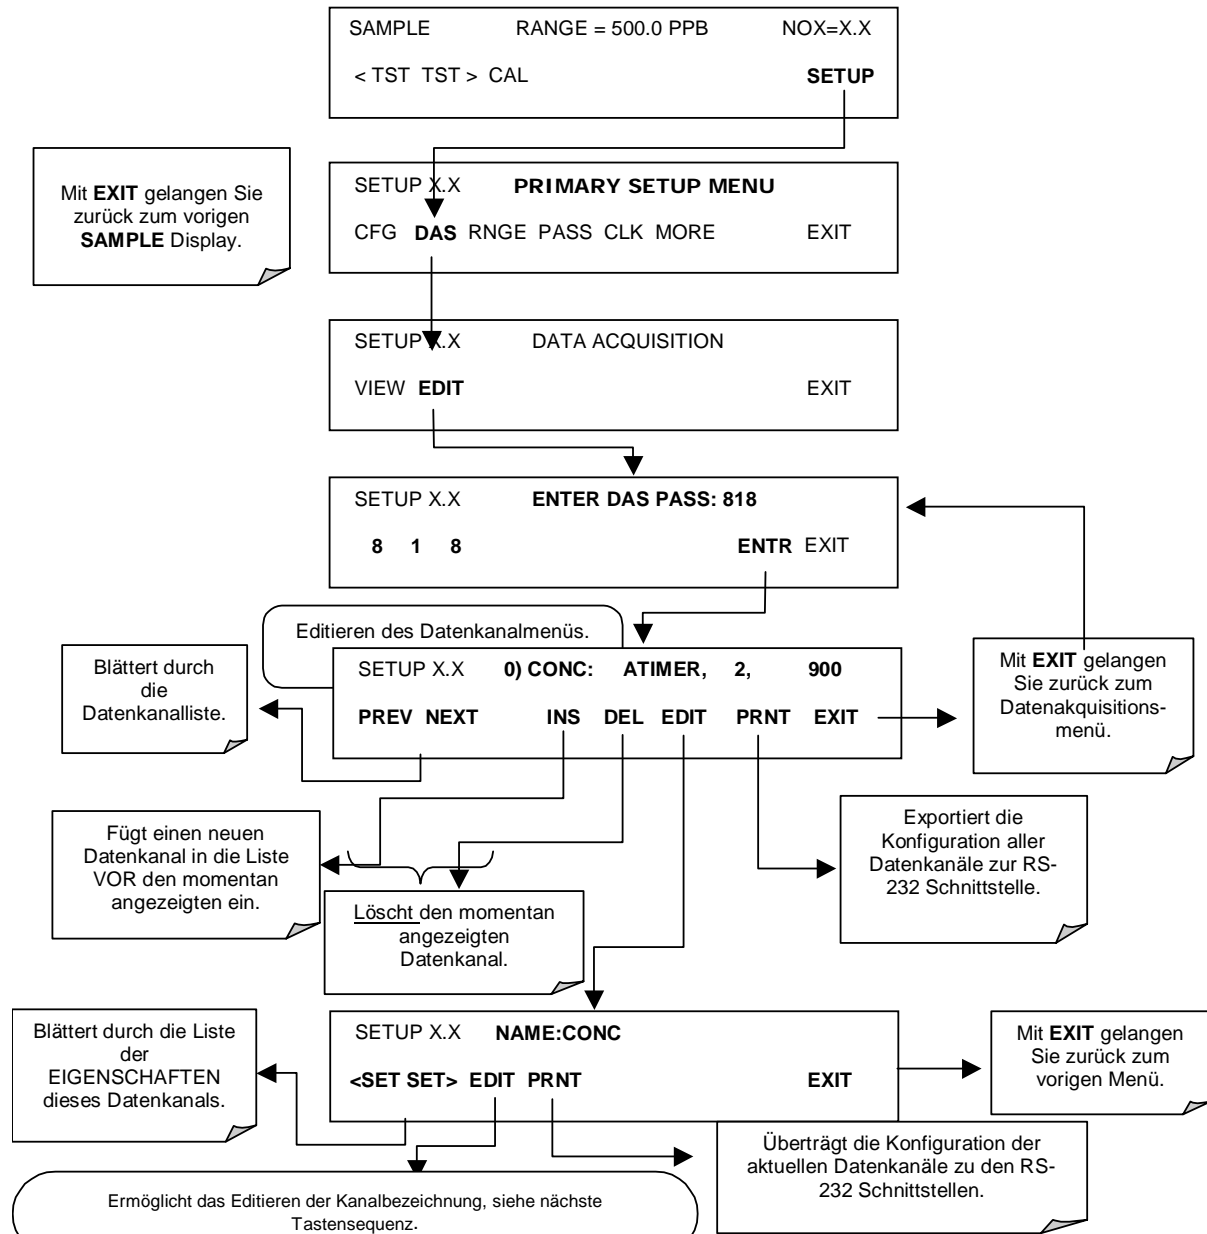 SAMPLE RANGE = 500.0 PPB NOX=X.X
< TST TST > CAL SETUP
Mit EXIT gelangen Sie
zurück zum vorigen
SAMPLE Display.
SETUP X.X PRIMARY SETUP MENU
CFG DAS RNGE PASS CLK MORE EXIT
SETUP X.X DATA ACQUISITION
VIEW EDIT EXIT
SETUP X.X ENTER DAS PASS: 818
8 1 8 ENTR EXIT
Editieren des Datenkanalmenüs.
Blättert durch
die
Datenkanalliste.
SETUP X.X 0) CONC: ATIMER, 2, 900
PREV NEXT INS DEL EDIT PRNT EXIT
Mit EXIT gelangen
Sie zurück zum
Datenakquisitions-
menü.
Fügt einen neuen
Datenkanal in die Liste
VOR den momentan
angezeigten ein.
Löscht den momentan
angezeigten
Datenkanal.
Exportiert die
Konfiguration aller
Datenkanäle zur RS-
232 Schnittstelle.
Blättert durch die Liste
der
EIGENSCHAFTEN
dieses Datenkanals.
SETUP X.X NAME:CONC
<SET SET> EDIT PRNT EXIT
Mit EXIT gelangen
Sie zurück zum
vorigen Menü.
Überträgt die Konfiguration der
aktuellen Datenkanäle zu den RS-
232 Schnittstellen.
Ermöglicht das Editieren der Kanalbezeichnung, siehe nächste
Tastensequenz.